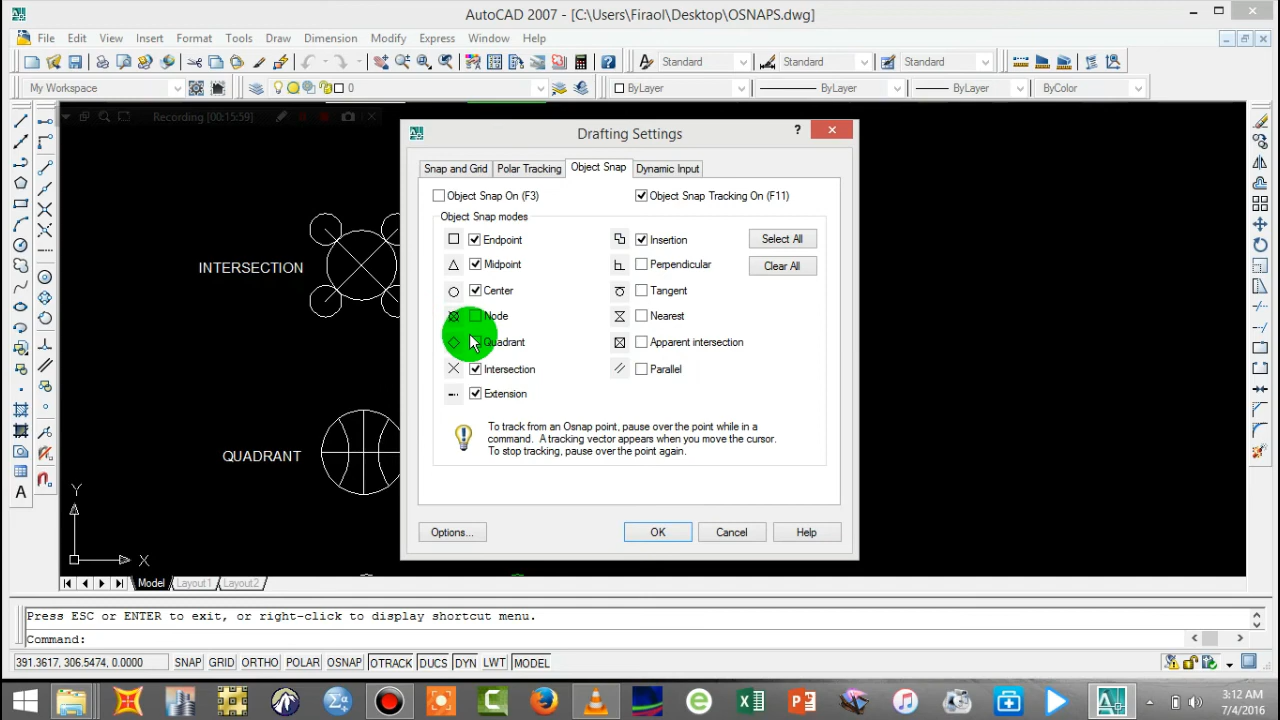 AutoCAD 2007 - [C:\Users\Firaol\Desktop\OSNAPS.dwg]
File Edit View Insert Format Tools Draw Dimension Modify Express Window Help
Standard Standard Standard
My Workspace 0 ByLayer ByLayer ByLayer ByColor
Recording [00:15:59]
Drafting Settings
Snap and Grid Polar Tracking Object Snap Dynamic Input
Object Snap On (F3) Object Snap Tracking On (F11)
Object Snap modes
Endpoint Insertion Select All
Midpoint Perpendicular Clear All
Center Tangent
Node Nearest
Quadrant Apparent intersection
Intersection Parallel
Extension
To track from an Osnap point, pause over the point while in a
command. A tracking vector appears when you move the cursor.
To stop tracking, pause over the point again.
Options... OK Cancel Help
INTERSECTION
QUADRANT
Y
X
Model Layout1 Layout2
Press ESC or ENTER to exit, or right-click to display shortcut menu.
Command:
391.3617, 306.5474, 0.0000 SNAP GRID ORTHO POLAR OSNAP OTRACK DUCS DYN LWT MODEL
3:12 AM
7/4/2016